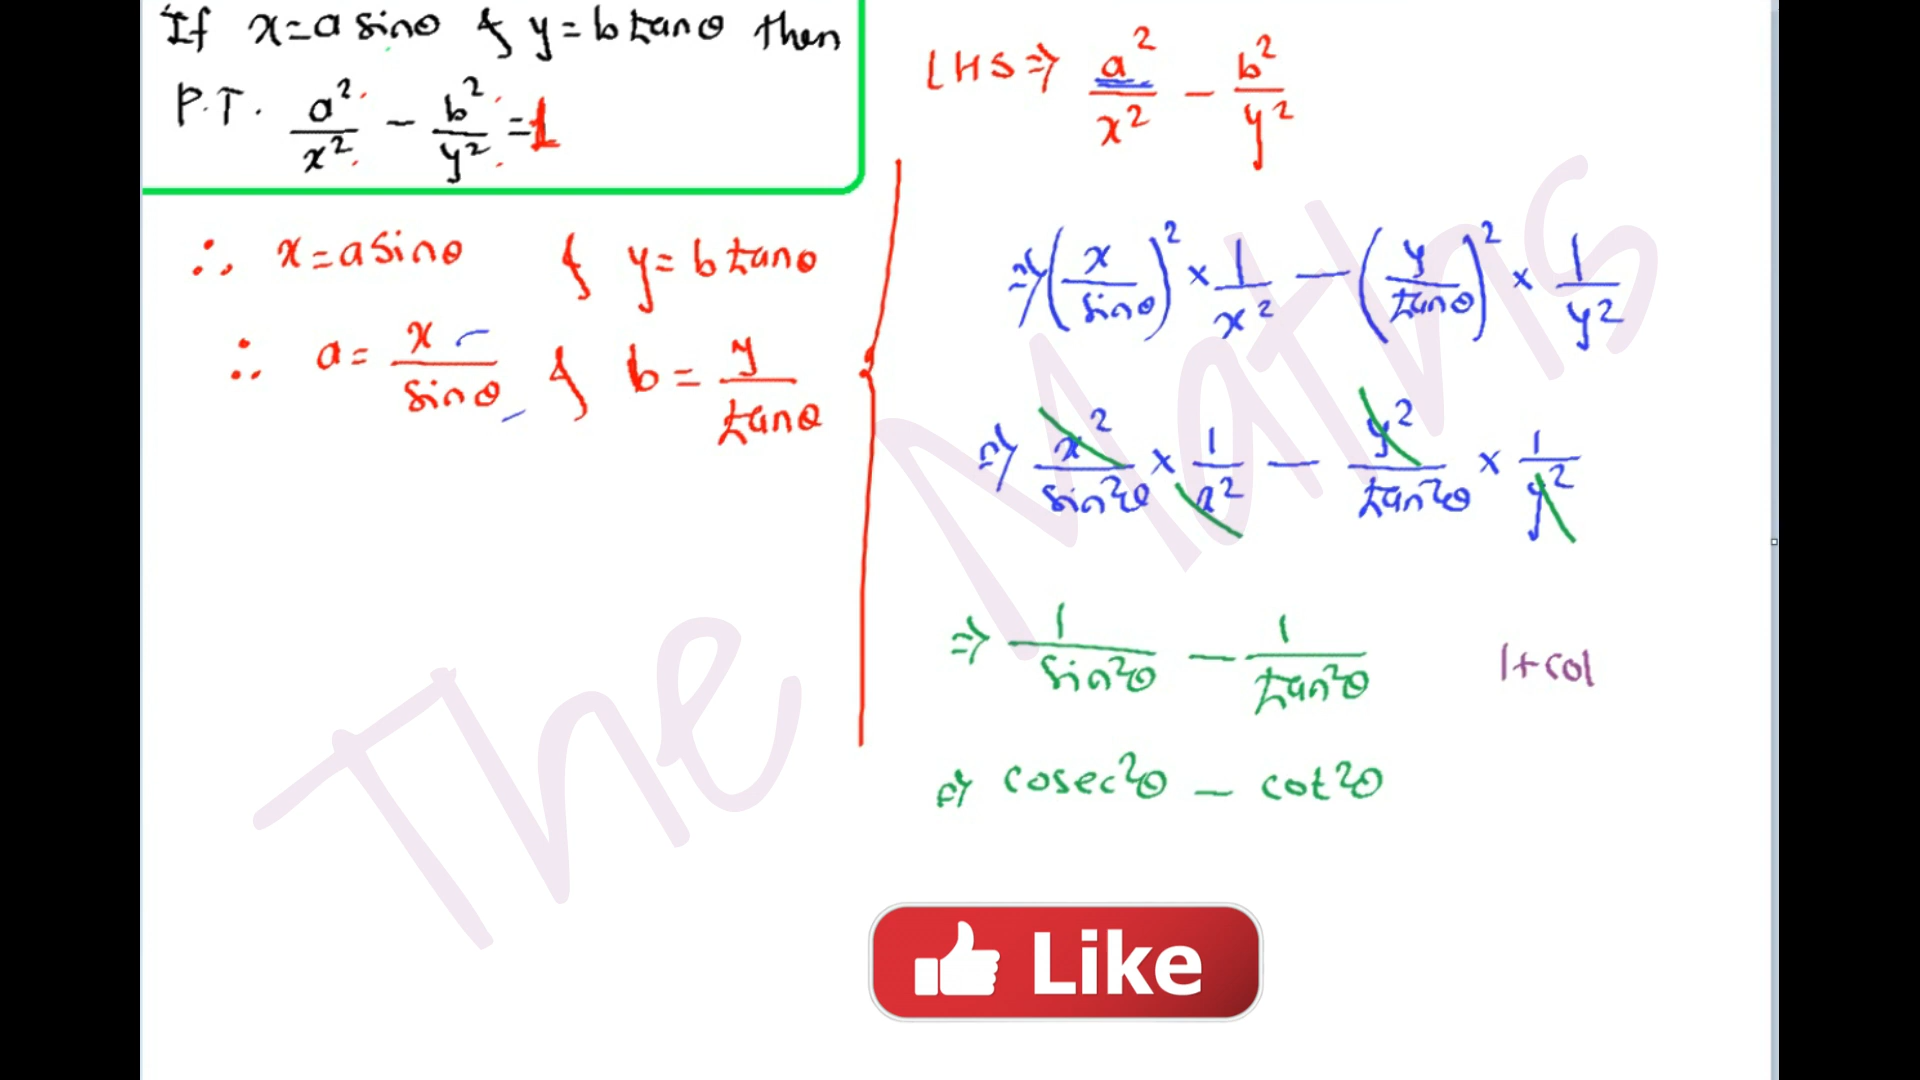 If x=a sinθ & y=b tanθ then
P.T. a²/x² − b²/y² =1
∴ x=a sinθ & y=b tanθ
∴ a= x/sinθ & b= y/tanθ
LHS⇒ a²/x² − b²/y²
⇒(x/sinθ)² × 1/x² − (y/tanθ)² × 1/y²
⇒ x²/sin²θ × 1/x² − y²/tan²θ × 1/y²
⇒ 1/sin²θ − 1/tan²θ
1+cot
⇒ cosec²θ − cot²θ
The Maths
Like